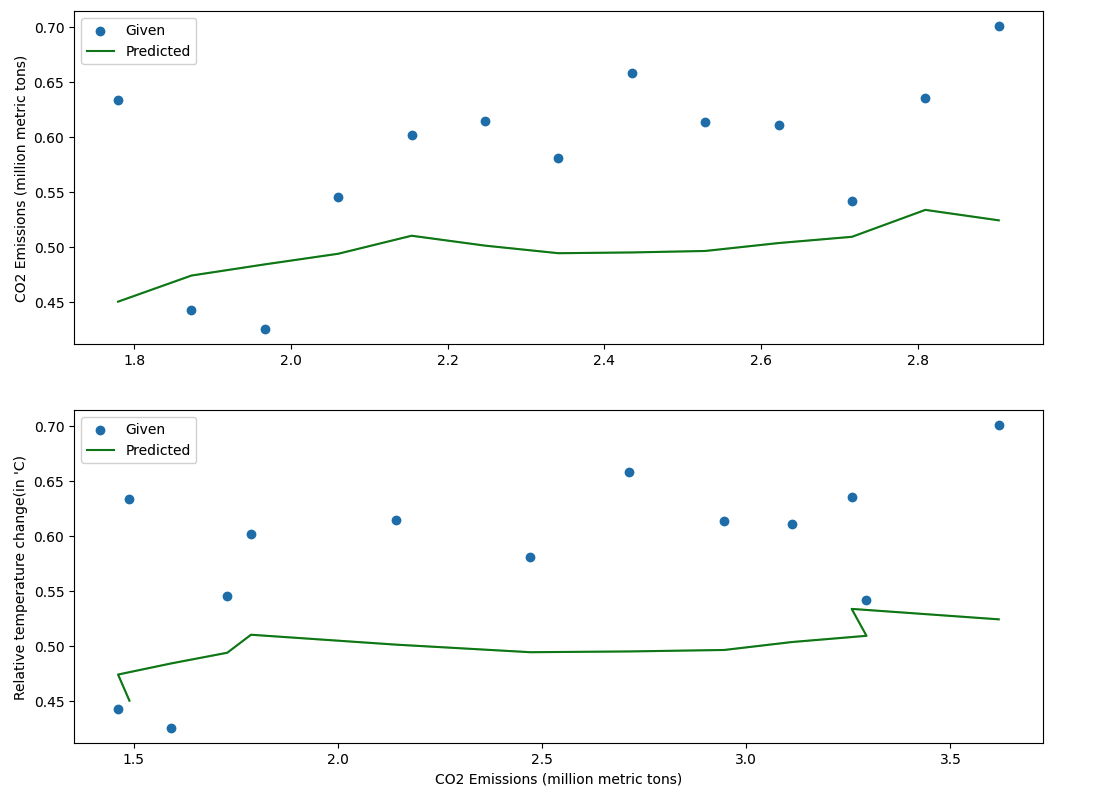 CO2 Emissions (million metric tons)
Given
Predicted
0.70
0.65
0.60
0.55
0.50
0.45
1.8 2.0 2.2 2.4 2.6 2.8
Relative temperature change(in 'C)
Given
Predicted
0.70
0.65
0.60
0.55
0.50
0.45
1.5 2.0 2.5 3.0 3.5
CO2 Emissions (million metric tons)